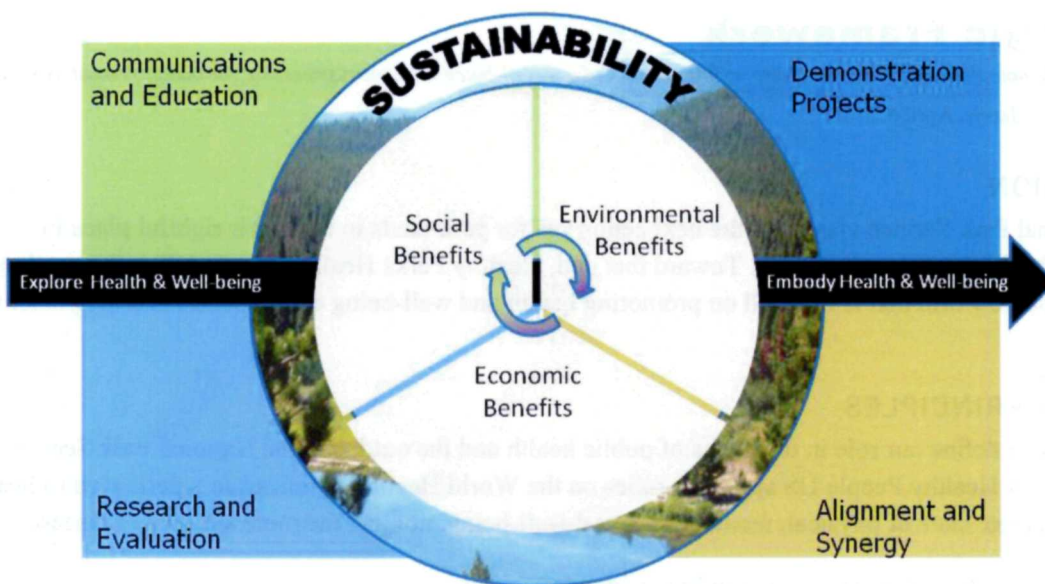 SUSTAINABILITY
Communications
and Education
Demonstration
Projects
Social
Benefits
Environmental
Benefits
Explore Health & Well-being
Embody Health & Well-being
Economic
Benefits
Research and
Evaluation
Alignment and
Synergy